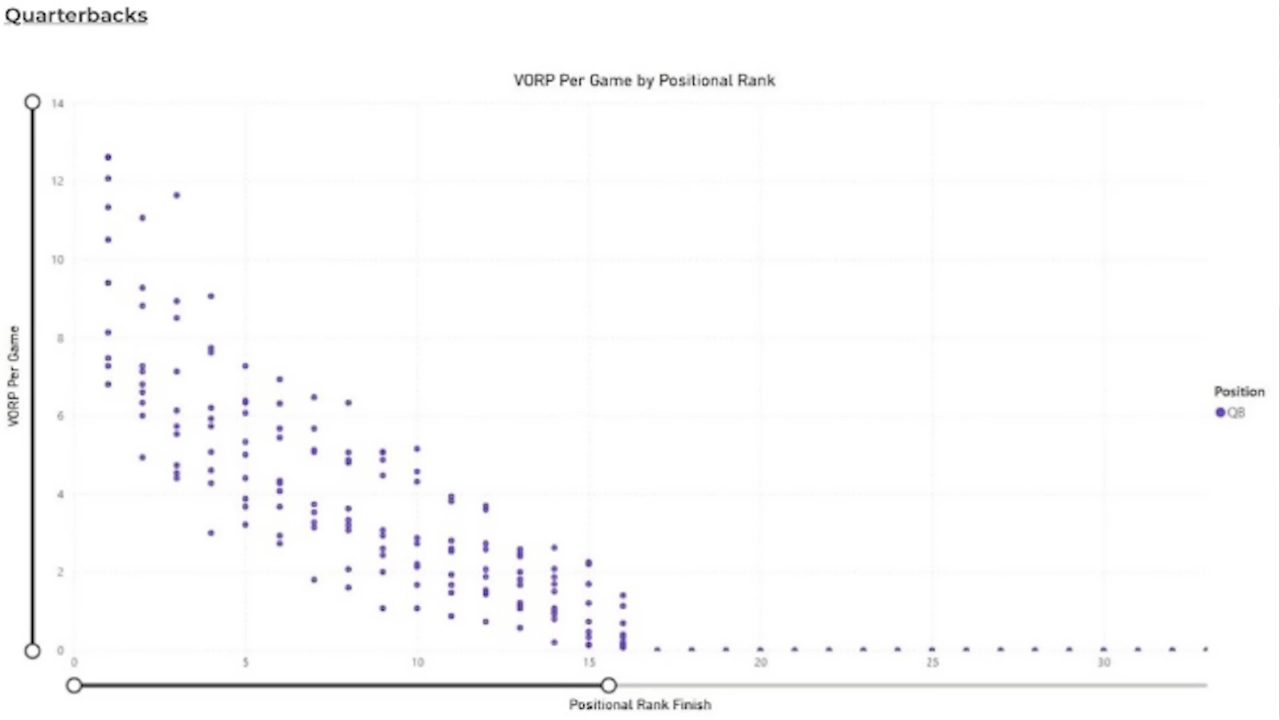 Quarterbacks
VORP Per Game by Positional Rank
14
12
10
8
6
4
2
0
VORP Per Game
0 5 10 15 20 25 30
Positional Rank Finish
Position
QB